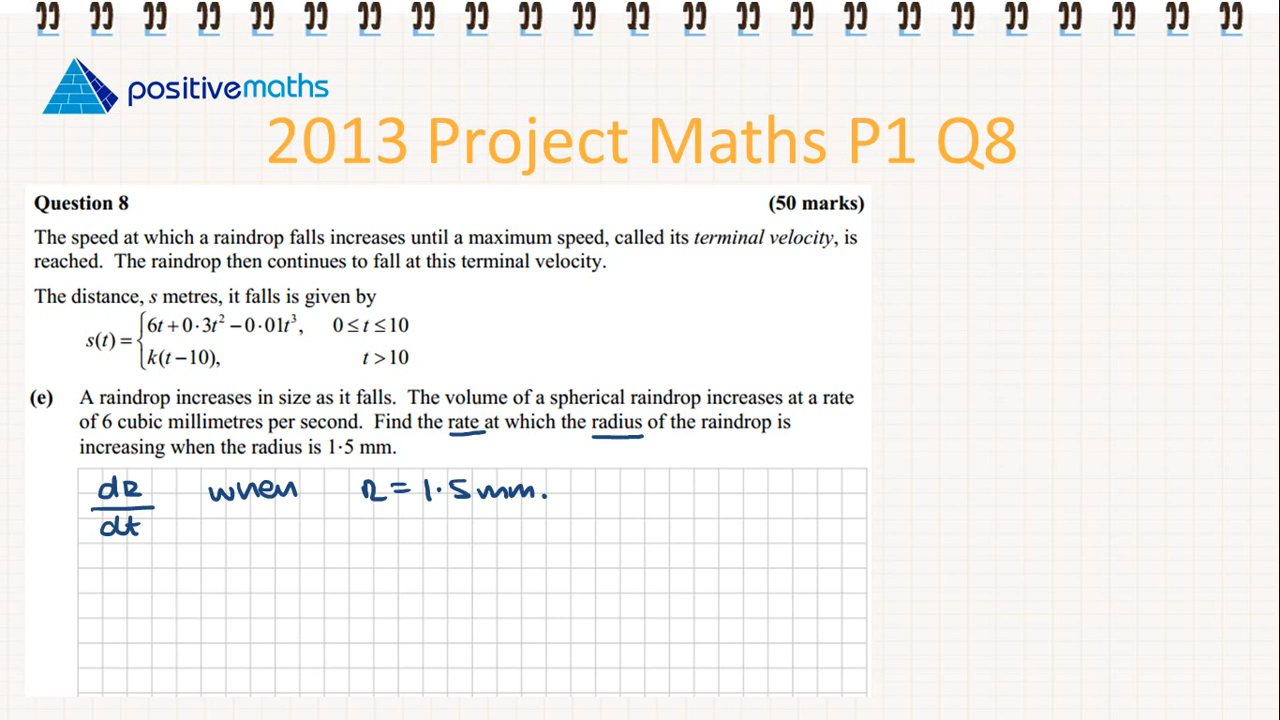 positivemaths
2013 Project Maths P1 Q8
Question 8 (50 marks)
The speed at which a raindrop falls increases until a maximum speed, called its terminal velocity, is
reached. The raindrop then continues to fall at this terminal velocity.
The distance, s metres, it falls is given by
s(t) = { 6t + 0·3t² − 0·01t³, 0 ≤ t ≤ 10
k(t − 10), t > 10
(e) A raindrop increases in size as it falls. The volume of a spherical raindrop increases at a rate
of 6 cubic millimetres per second. Find the rate at which the radius of the raindrop is
increasing when the radius is 1·5 mm.
dR/dt when R = 1.5mm.